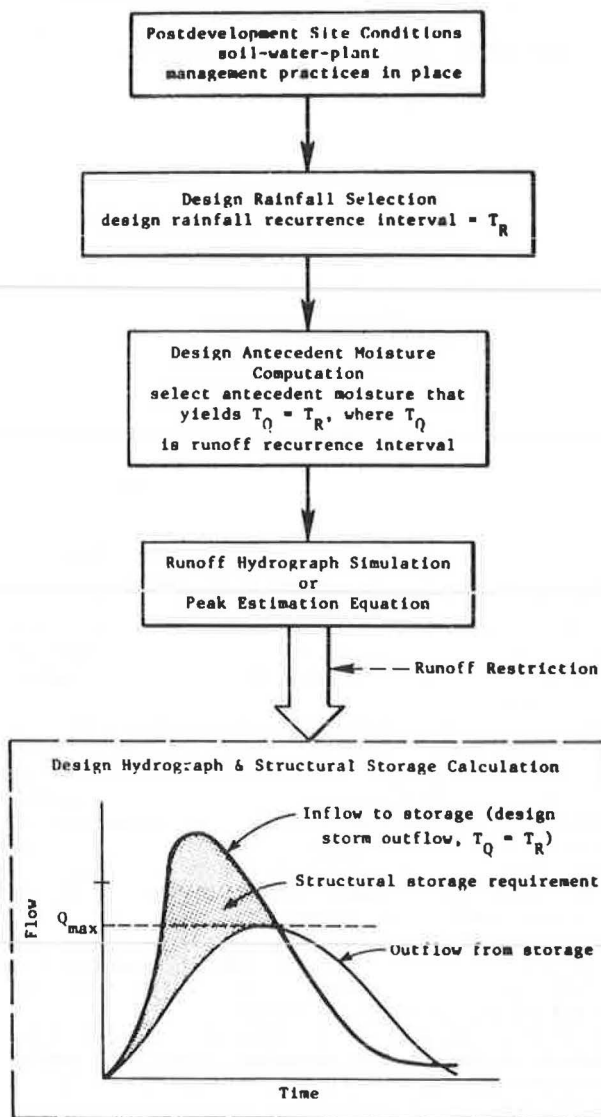 Postdevelopment Site Conditions
soil-water-plant
management practices in place
Design Rainfall Selection
design rainfall recurrence interval = T_R
Design Antecedent Moisture
Computation
select antecedent moisture that
yields T_Q = T_R, where T_Q
is runoff recurrence interval
Runoff Hydrograph Simulation
or
Peak Estimation Equation
Runoff Restriction
Design Hydrograph & Structural Storage Calculation
Inflow to storage (design
storm outflow, T_Q = T_R)
Structural storage requirement
Q_max
Flow
Outflow from storage
Time